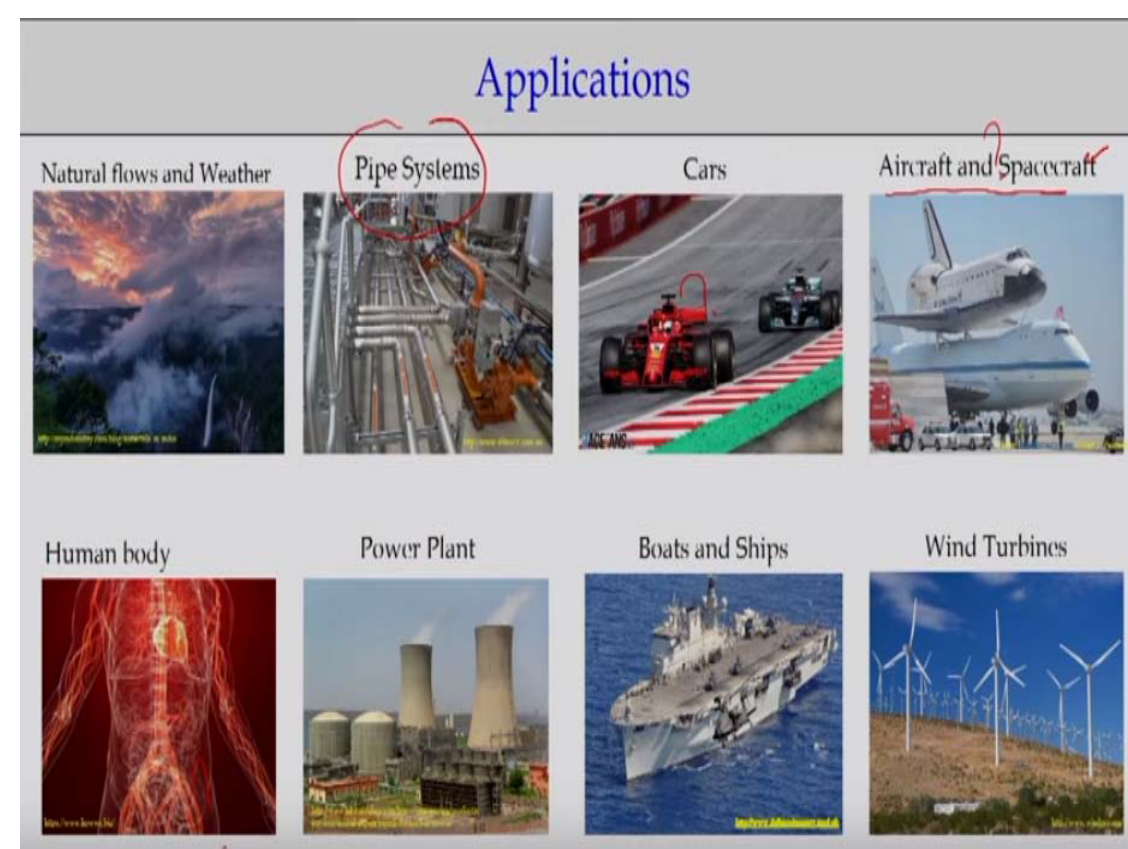 Applications
Natural flows and Weather
Pipe Systems
Cars
Aircraft and Spacecraft
?
Human body
Power Plant
Boats and Ships
Wind Turbines